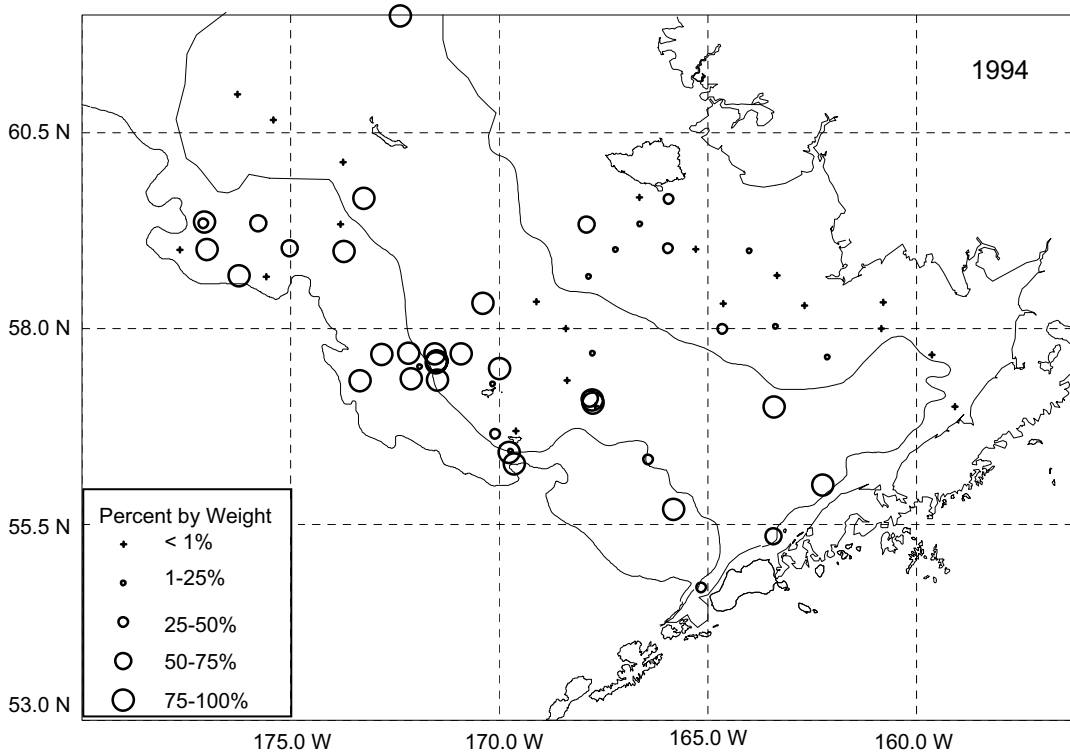 1994
60.5 N
58.0 N
55.5 N
53.0 N
Percent by Weight
< 1%
1-25%
25-50%
50-75%
75-100%
175.0 W
170.0 W
165.0 W
160.0 W